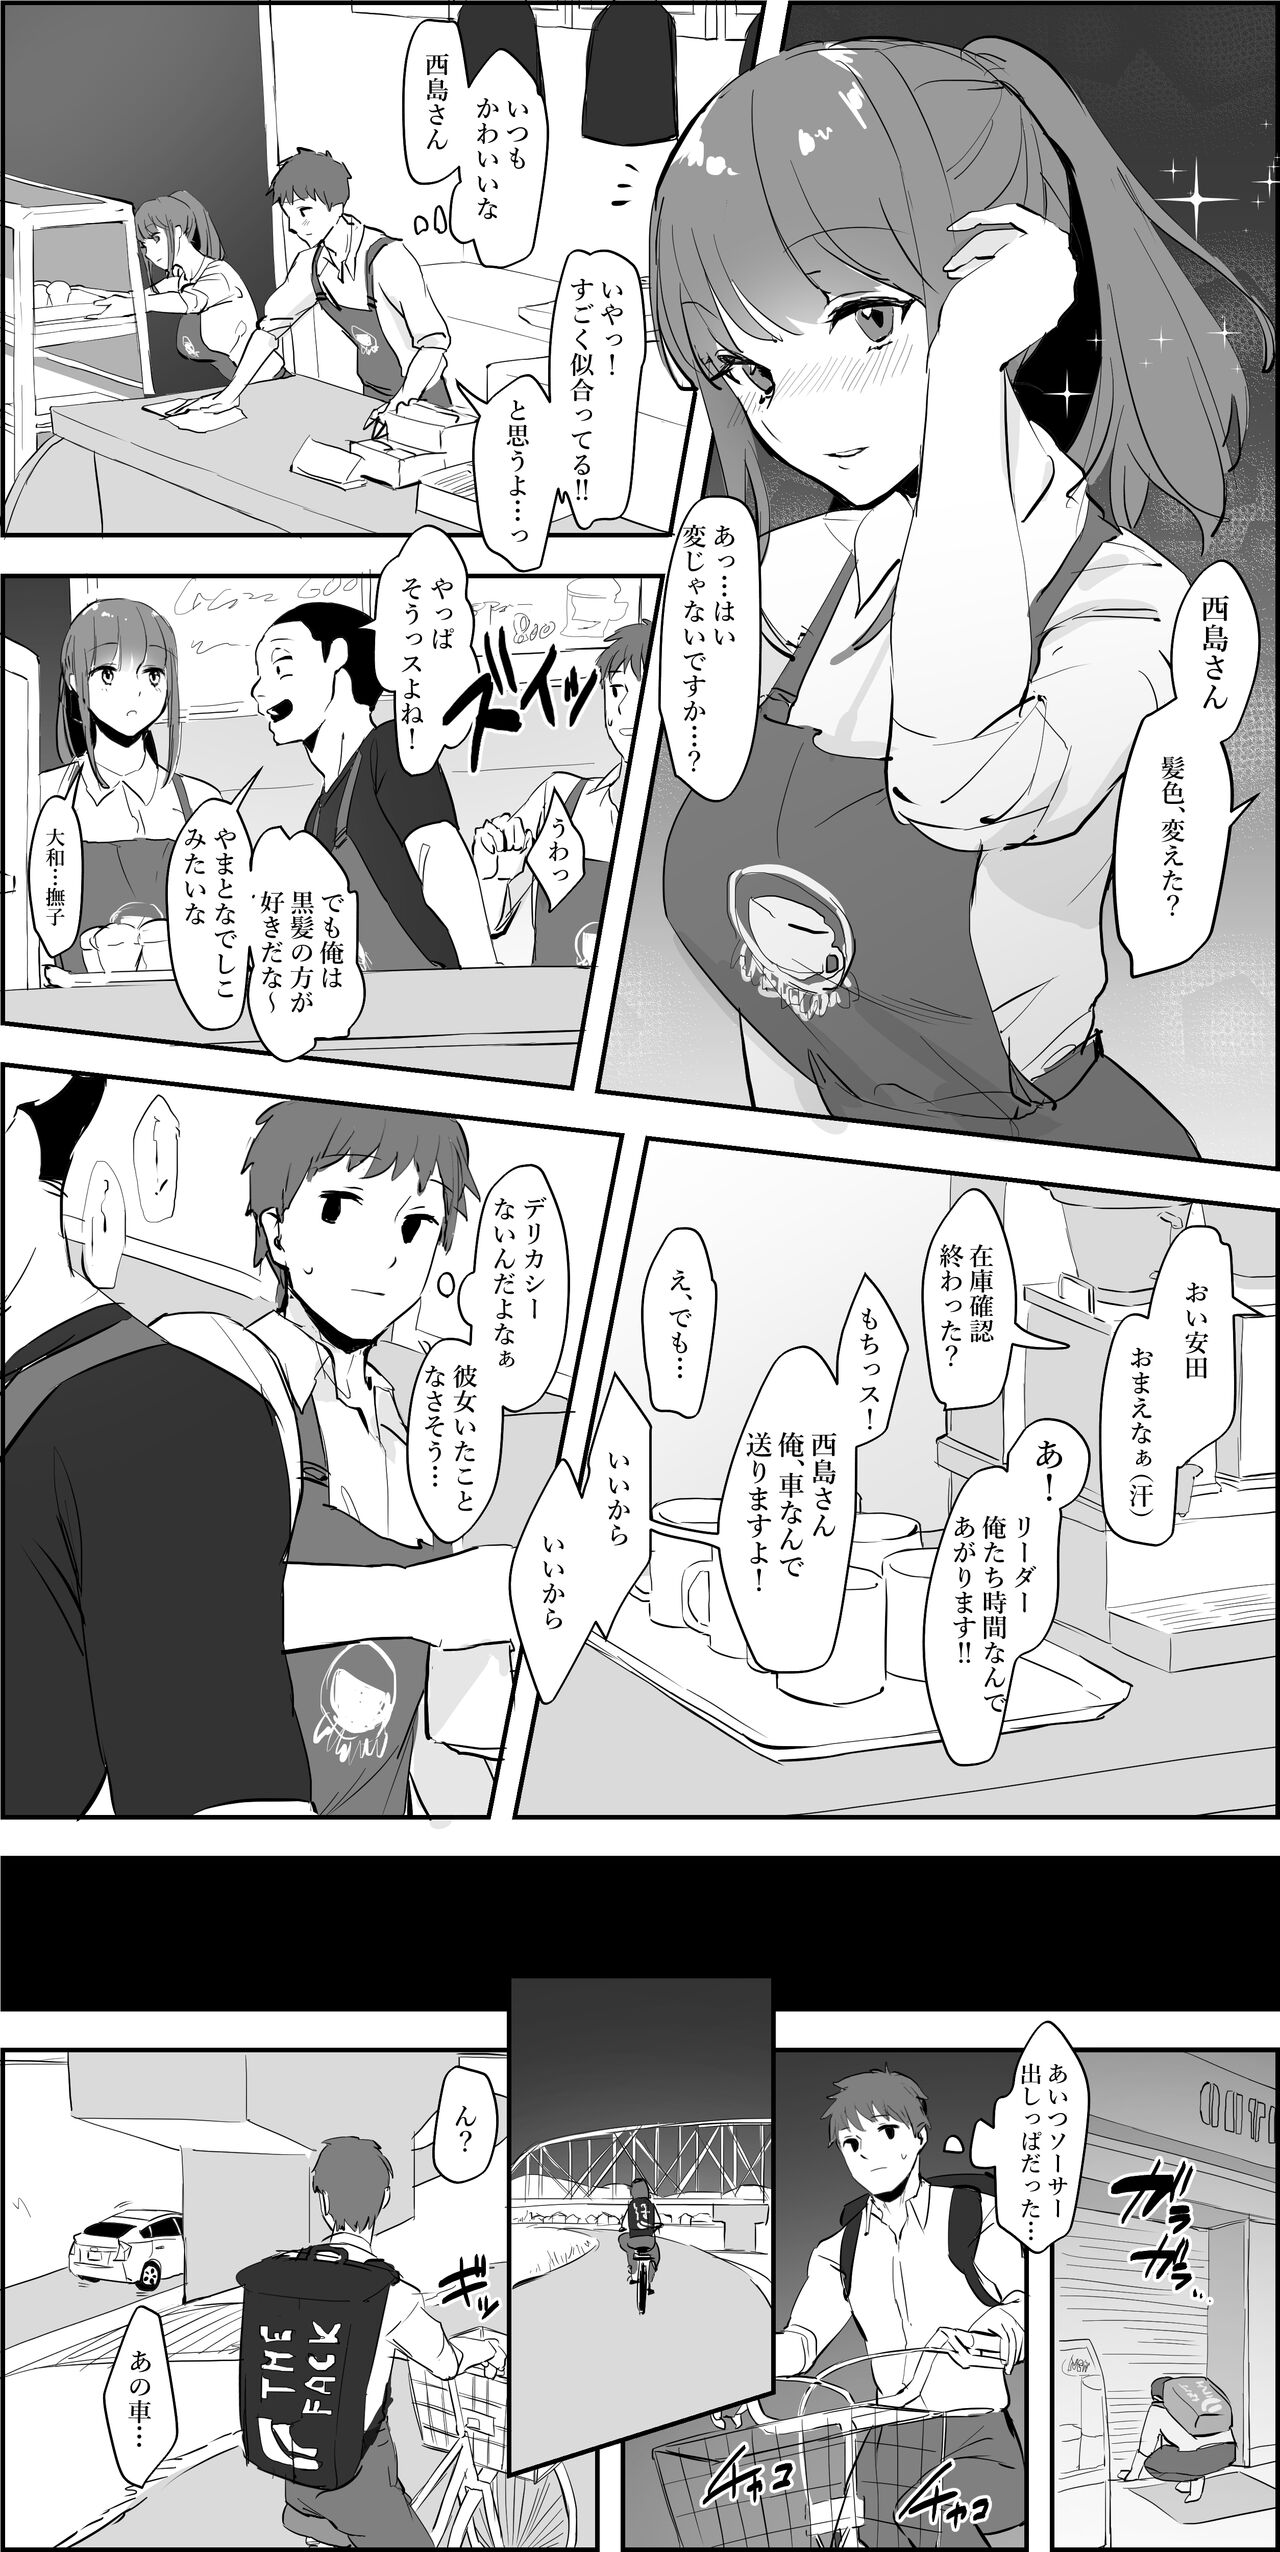 西島さん
髪色、変えた?
あっ…はい
変じゃないですか…?
いやっ!
すごく似合ってる!!
と思うよ…っ
いつも
かわいいな
西島さん
うわっ
ズイッ
やっぱ
そうっスよね!
でも俺は
黒髪の方が
好きだな~
やまとなでしこ
みたいな
大和…撫子
800
おい安田
おまえなぁ(汗)
あ!
リーダー
俺たち時間なんで
あがります!!
在庫確認
終わった?
もちっス!
西島さん
俺、車なんで
送りますよ!
え、でも…
いいから
いいから
デリカシー
ないんだよなぁ
彼女いたこと
なさそう…
ガラ
ガラ…
あいつソーサー
出しっぱだった…
チャコ
チャコ
ん?
ギッ
THE
FACK
あの車…